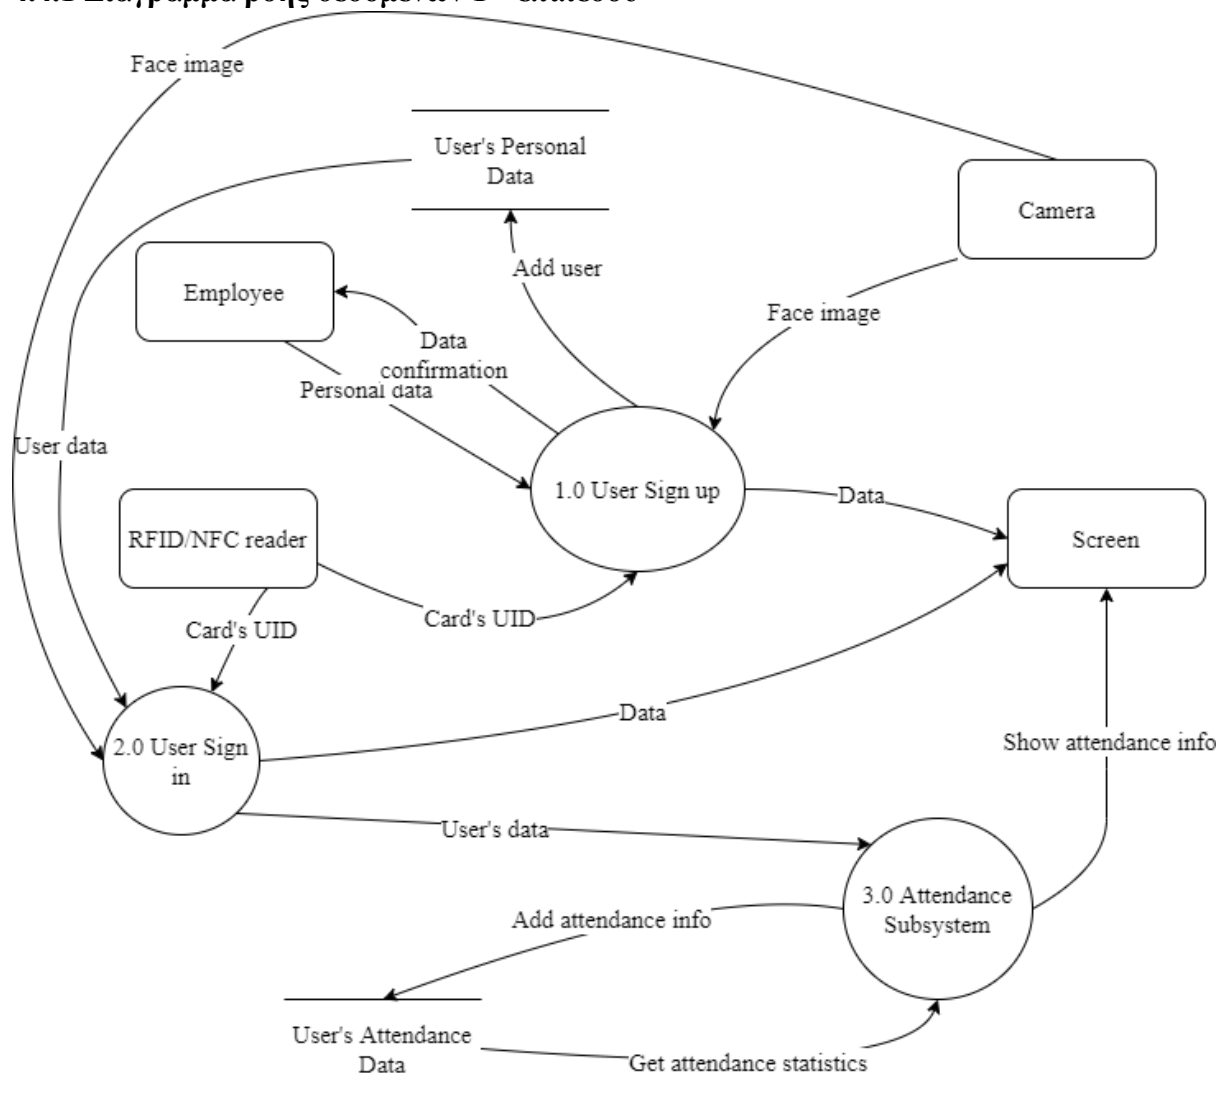 Face image
User's Personal
Data
Camera
Add user
Employee
Face image
Data
confirmation
Personal data
User data
1.0 User Sign up
Data
RFID/NFC reader
Screen
Card's UID
Card's UID
Data
2.0 User Sign
in
Show attendance info
User's data
3.0 Attendance
Subsystem
Add attendance info
User's Attendance
Data
Get attendance statistics